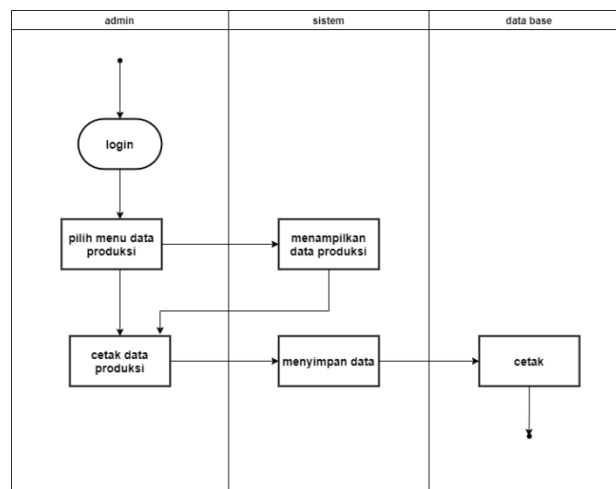 admin
sistem
data base
login
pilih menu data
produksi
menampilkan
data produksi
cetak data
produksi
menyimpan data
cetak